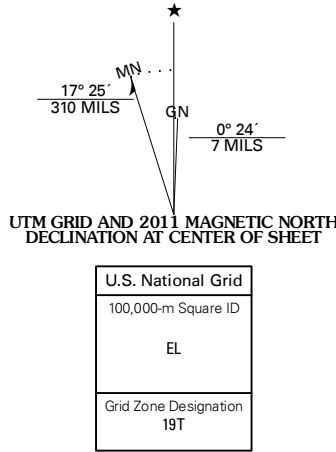 ★
MN
17° 25´
310 MILS
GN
0° 24´
7 MILS
UTM GRID AND 2011 MAGNETIC NORTH
DECLINATION AT CENTER OF SHEET
U.S. National Grid
100,000-m Square ID
EL
Grid Zone Designation
19T